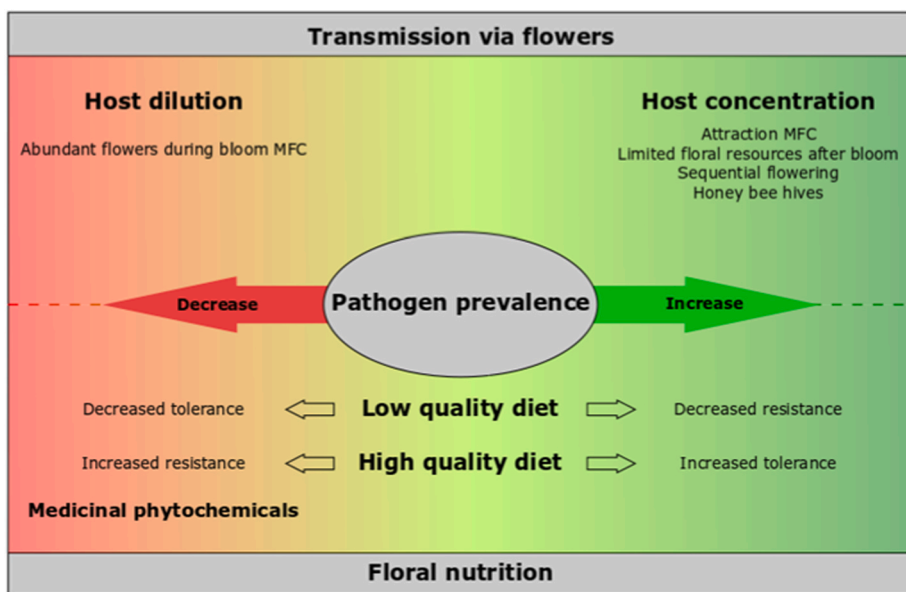 Transmission via flowers
Host dilution
Abundant flowers during bloom MFC
Host concentration
Attraction MFC
Limited floral resources after bloom
Sequential flowering
Honey bee hives
Decrease
Pathogen prevalence
Increase
Decreased tolerance
Low quality diet
Decreased resistance
Increased resistance
High quality diet
Increased tolerance
Medicinal phytochemicals
Floral nutrition